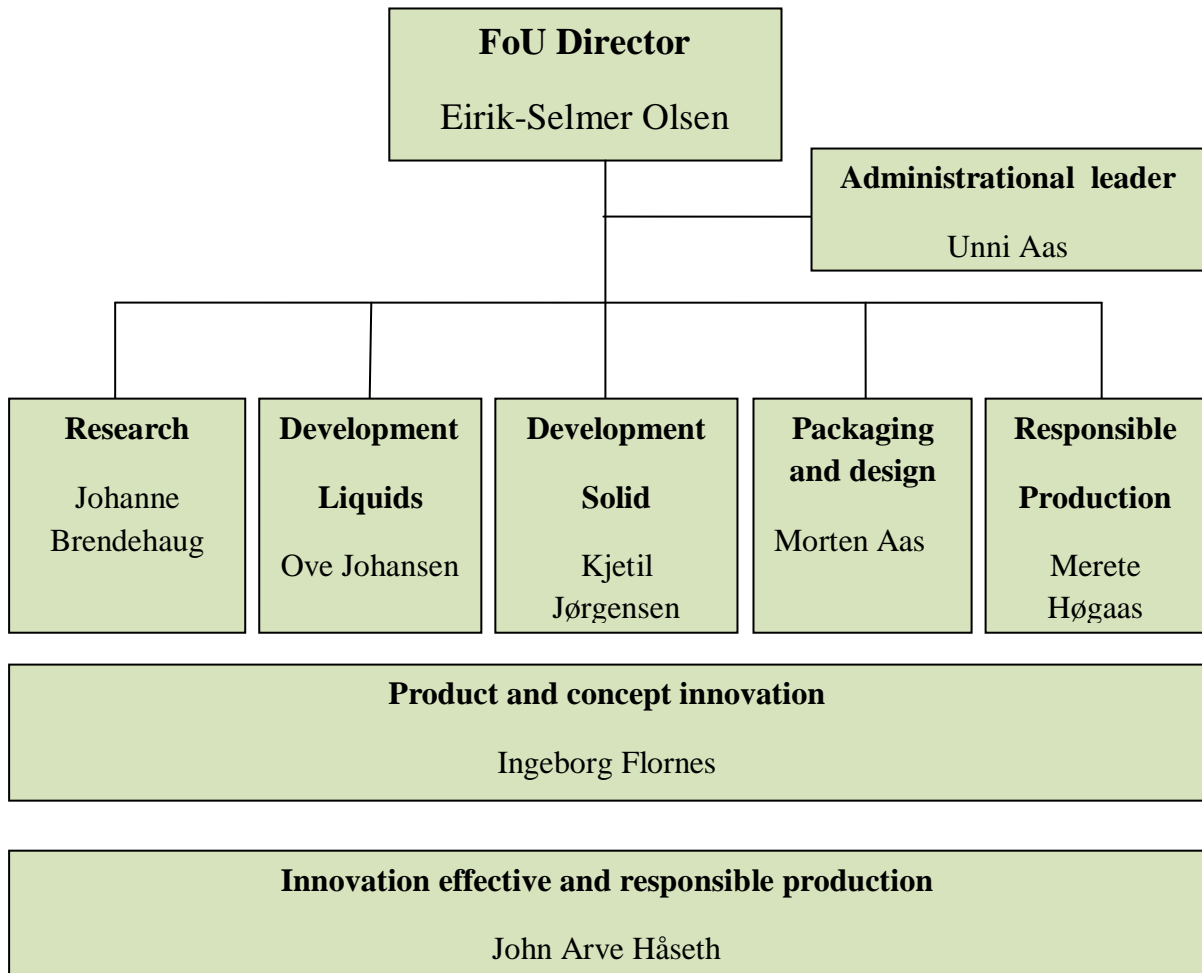 FoU Director
Eirik-Selmer Olsen
Administrational leader
Unni Aas
Research
Johanne
Brendehaug
Development
Liquids
Ove Johansen
Development
Solid
Kjetil
Jørgensen
Packaging
and design
Morten Aas
Responsible
Production
Merete
Høgaas
Product and concept innovation
Ingeborg Flornes
Innovation effective and responsible production
John Arve Håseth